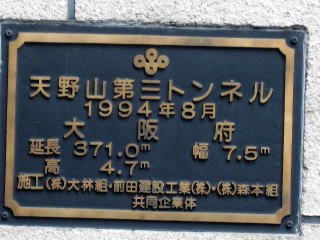 天野山第三トンネル
1994年8月
大阪府
延長 371.0m 幅 7.5m
高 4.7m
施工(株)大林組・前田建設工業(株)・(株)森本組
共同企業体